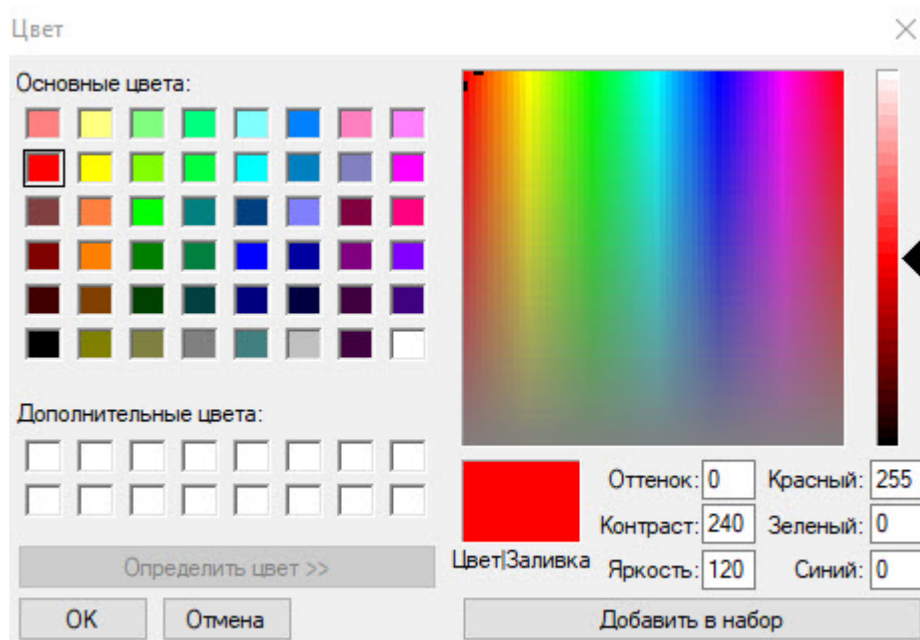 Цвет
Основные цвета:
Дополнительные цвета:
Определить цвет >>
OK
Отмена
Цвет|Заливка
Оттенок: 0
Контраст: 240
Яркость: 120
Красный: 255
Зеленый: 0
Синий: 0
Добавить в набор